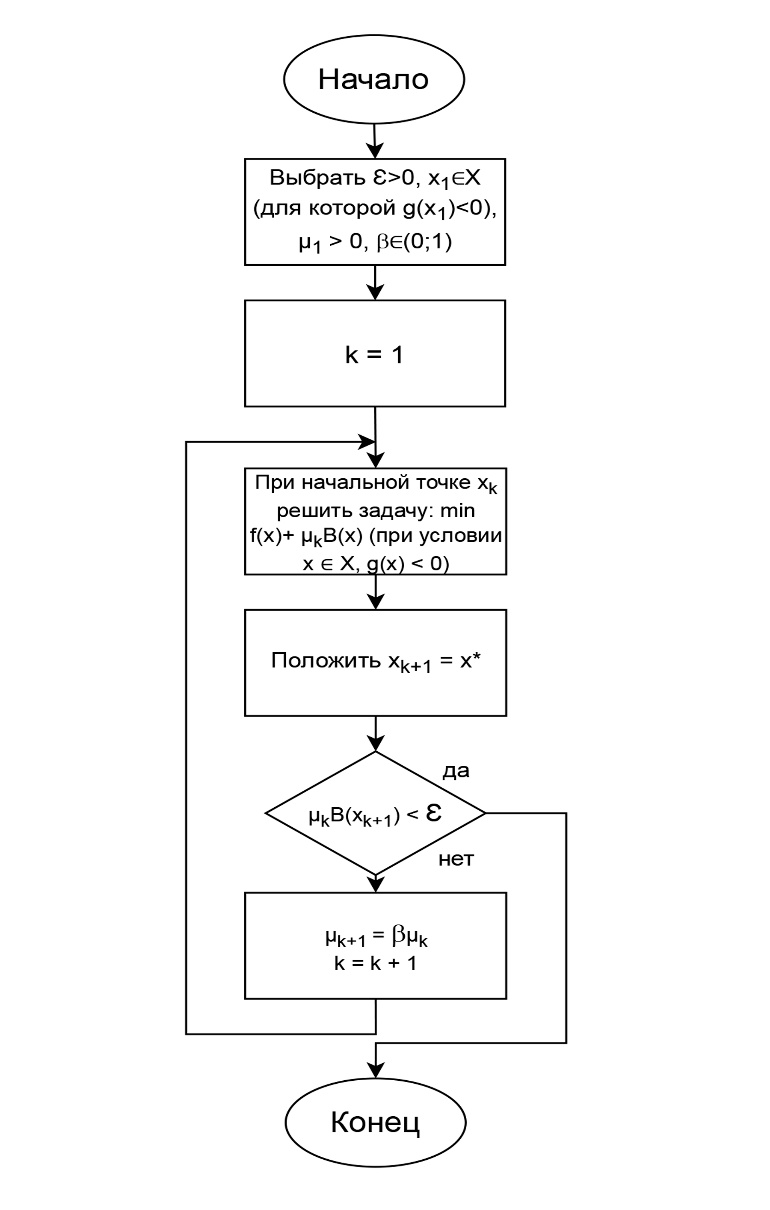 Начало
Выбрать Ɛ>0, x₁∈X
(для которой g(x₁)<0),
µ₁ > 0, β∈(0;1)
k = 1
При начальной точке xₖ
решить задачу: min
f(x)+ µₖB(x) (при условии
x ∈ X, g(x) < 0)
Положить xₖ₊₁ = x*
да
µₖB(xₖ₊₁) < Ɛ
нет
µₖ₊₁ = βµₖ
k = k + 1
Конец